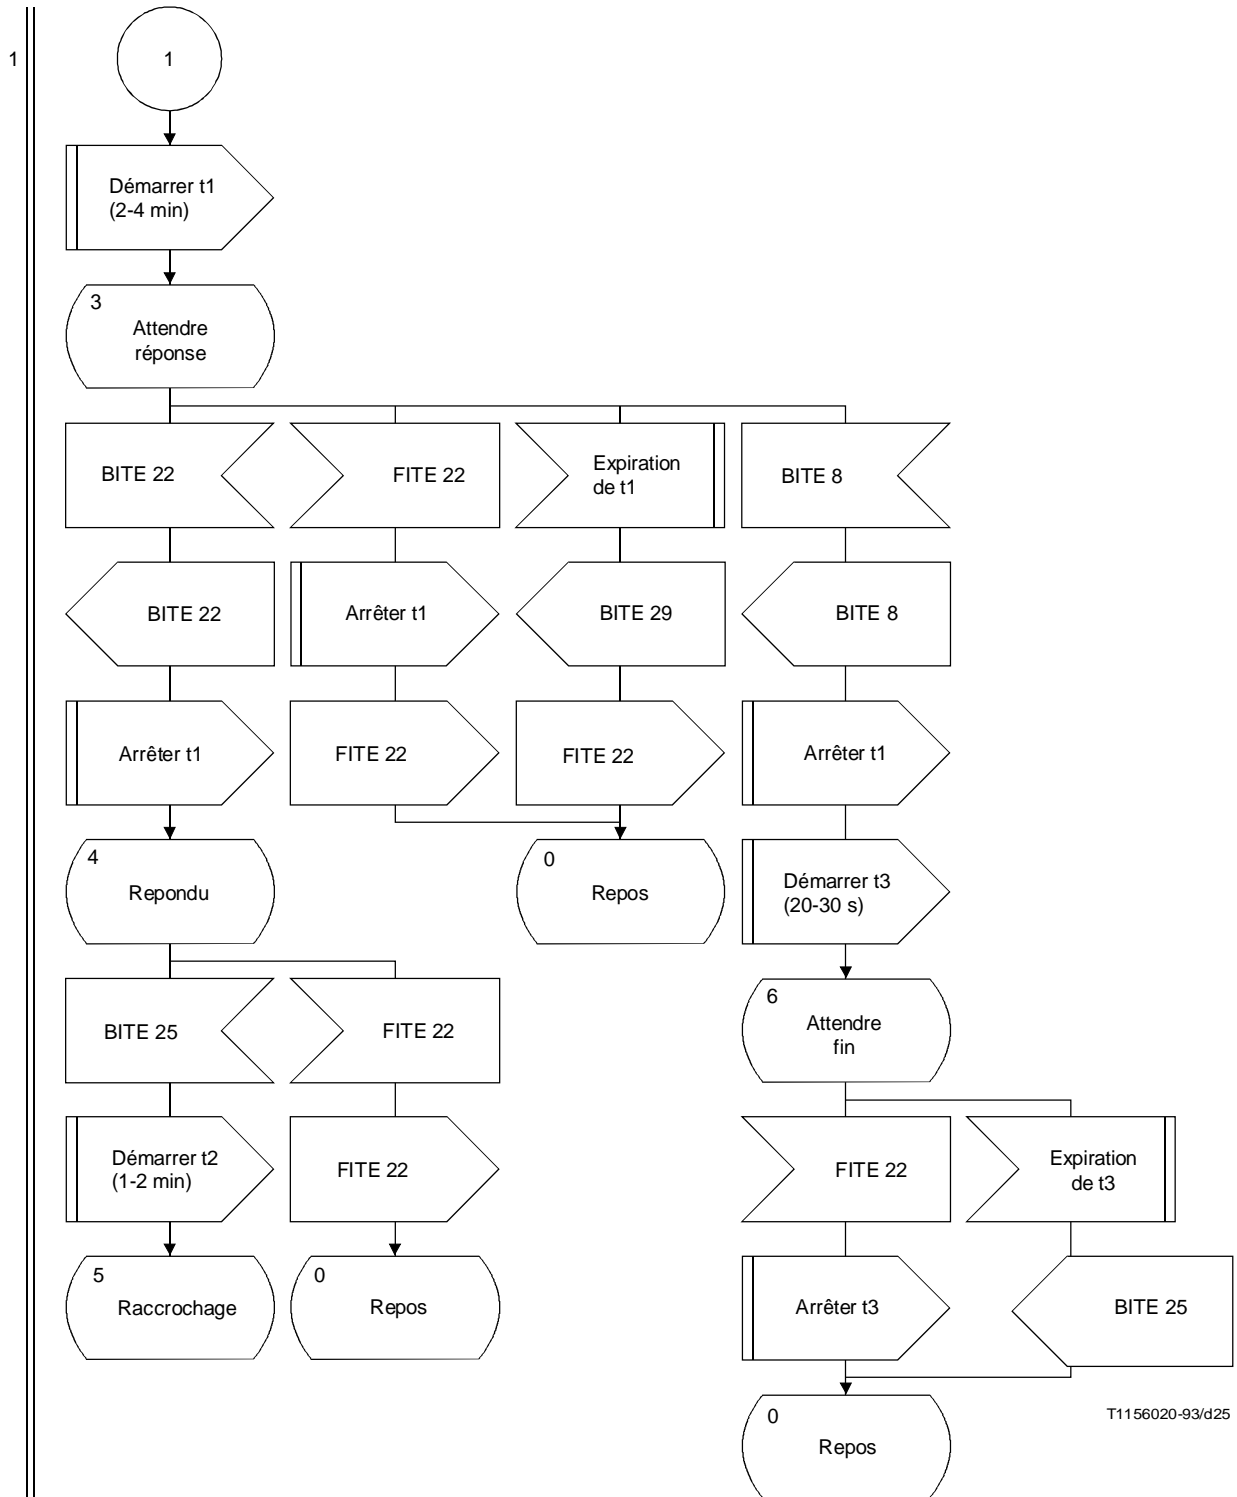 1
1
Démarrer t1
(2-4 min)
3
Attendre
réponse
BITE 22
FITE 22
Expiration
de t1
BITE 8
BITE 22
Arrêter t1
BITE 29
BITE 8
Arrêter t1
FITE 22
FITE 22
Arrêter t1
4
Repondu
0
Repos
Démarrer t3
(20-30 s)
BITE 25
FITE 22
6
Attendre
fin
Démarrer t2
(1-2 min)
FITE 22
FITE 22
Expiration
de t3
5
Raccrochage
0
Repos
Arrêter t3
BITE 25
0
Repos
T1156020-93/d25